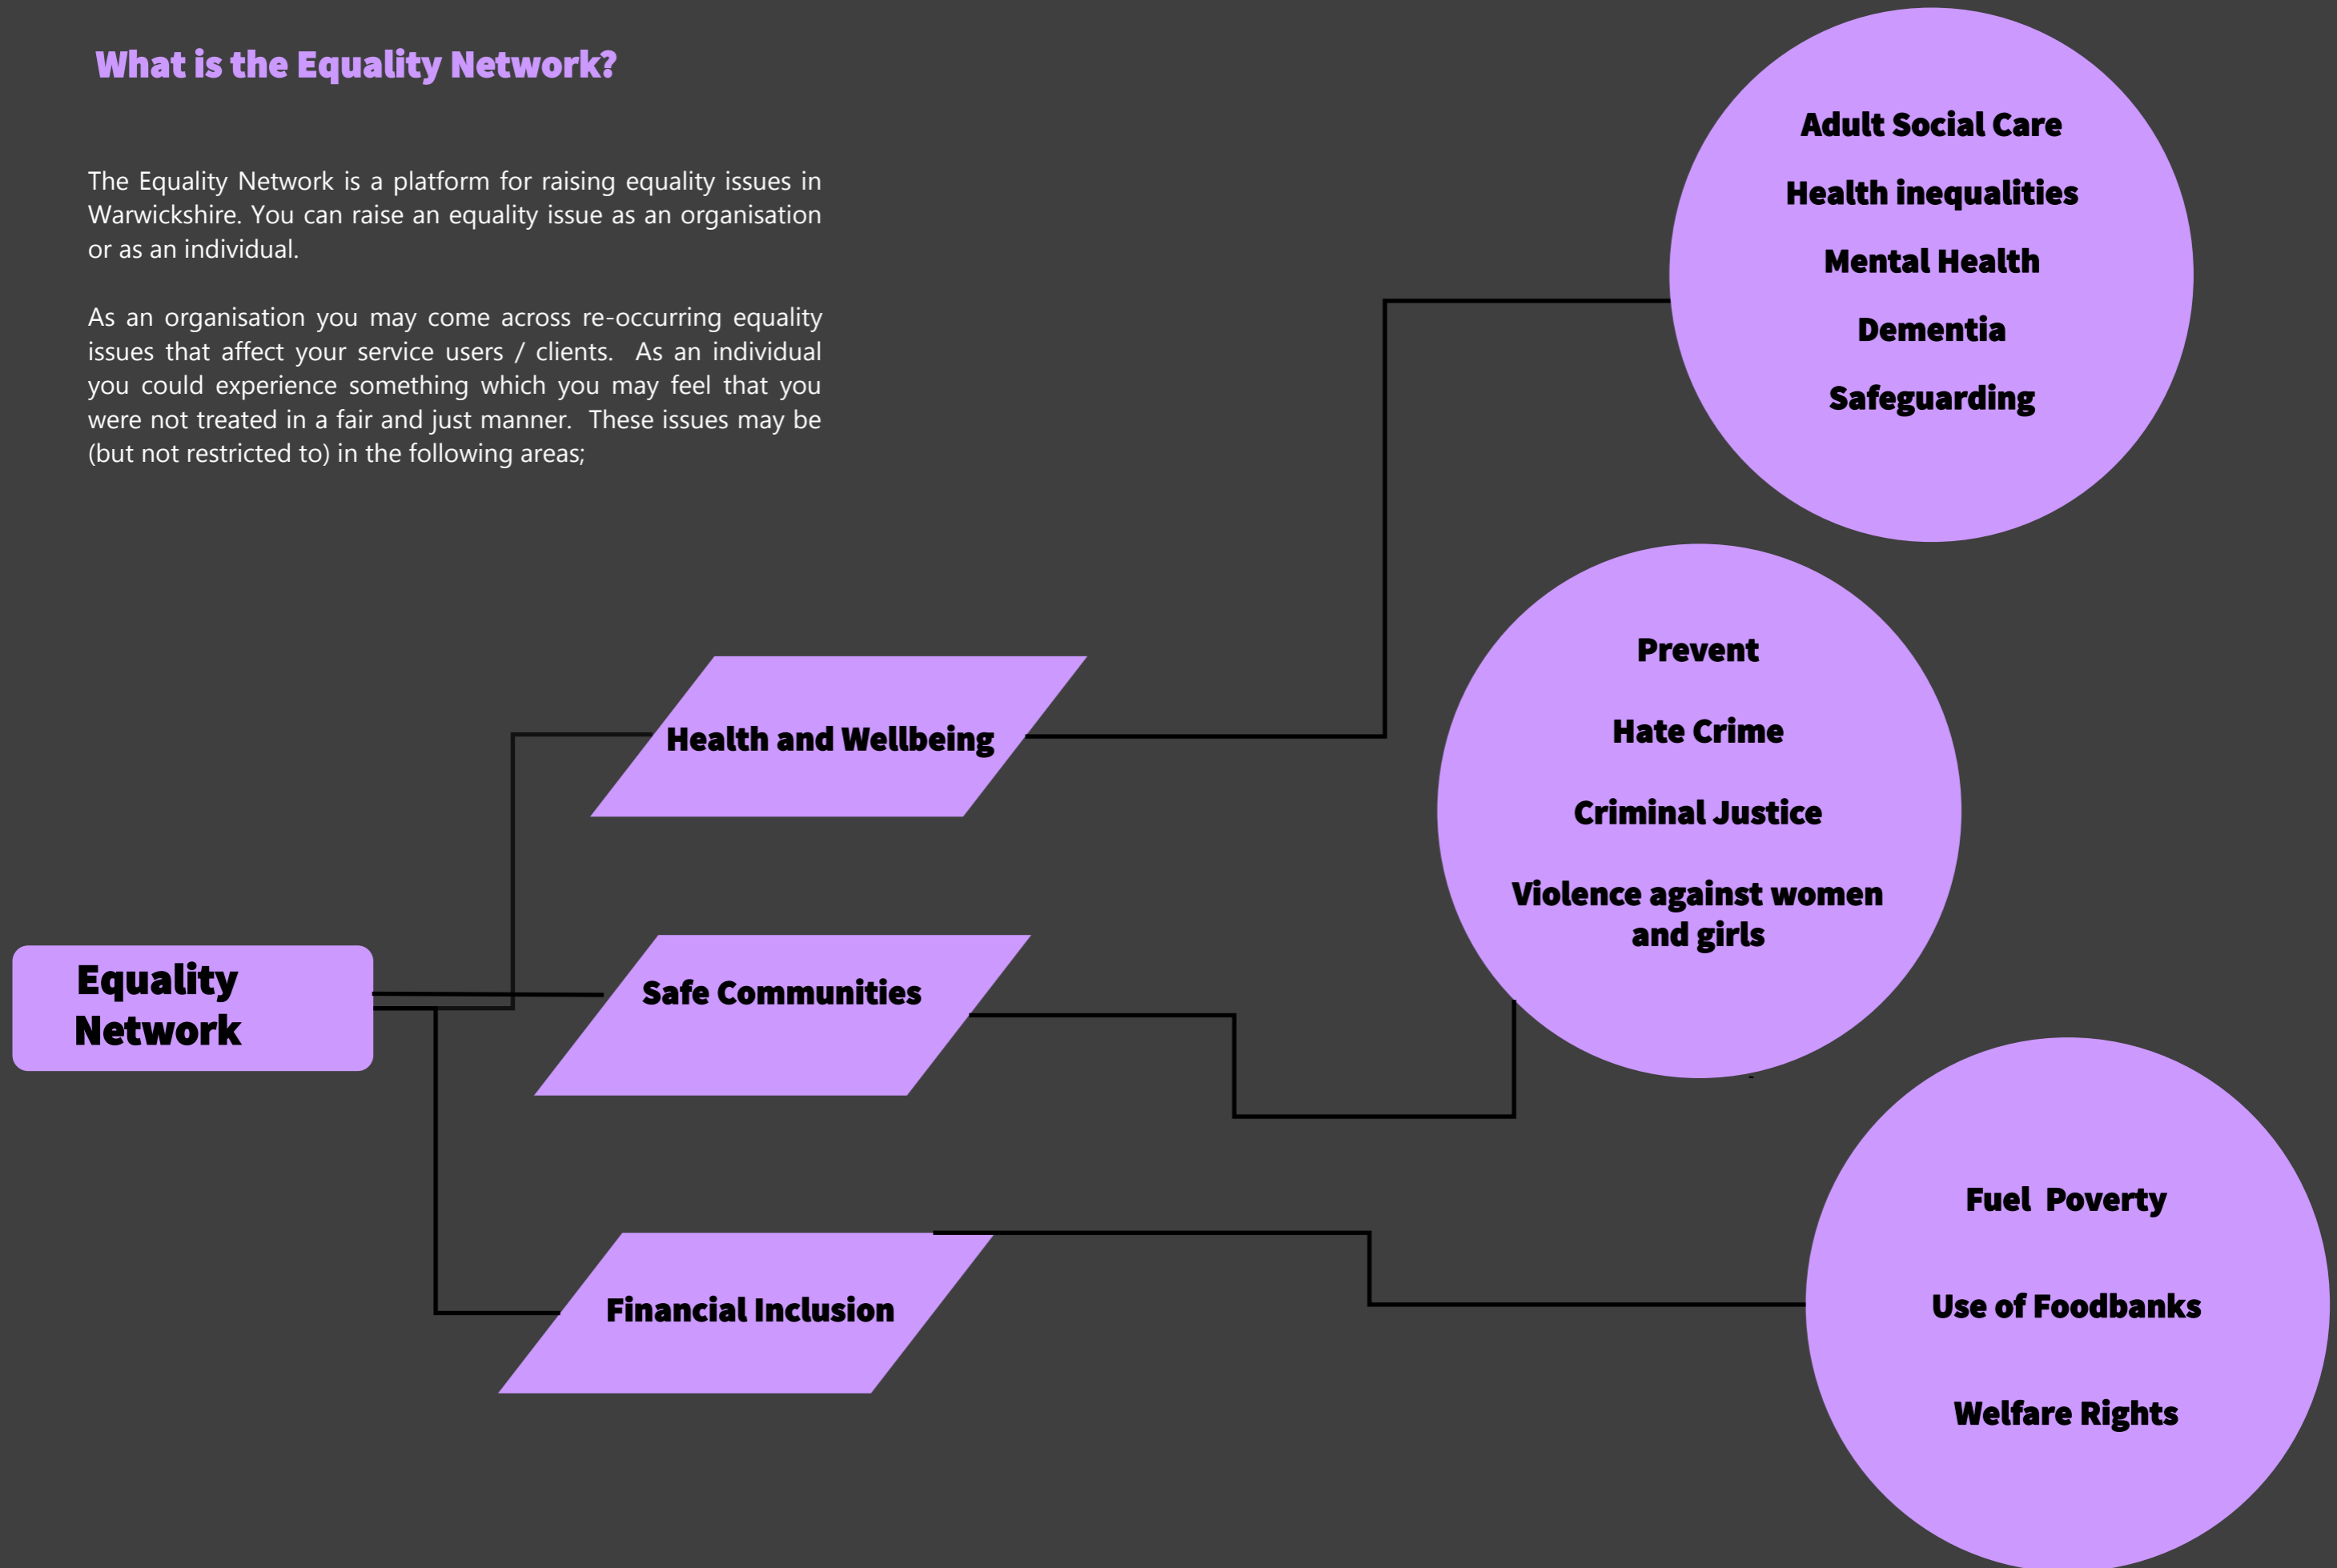 What is the Equality Network?
The Equality Network is a platform for raising equality issues in
Warwickshire. You can raise an equality issue as an organisation
or as an individual.
As an organisation you may come across re-occurring equality
issues that affect your service users / clients.  As an individual
you could experience something which you may feel that you
were not treated in a fair and just manner.  These issues may be
(but not restricted to) in the following areas;
Equality
Network
Health and Wellbeing
Adult Social Care
Health inequalities
Mental Health
Dementia
Safeguarding
Safe Communities
Prevent
Hate Crime
Criminal Justice
Violence against women
and girls
Financial Inclusion
Fuel  Poverty
Use of Foodbanks
Welfare Rights